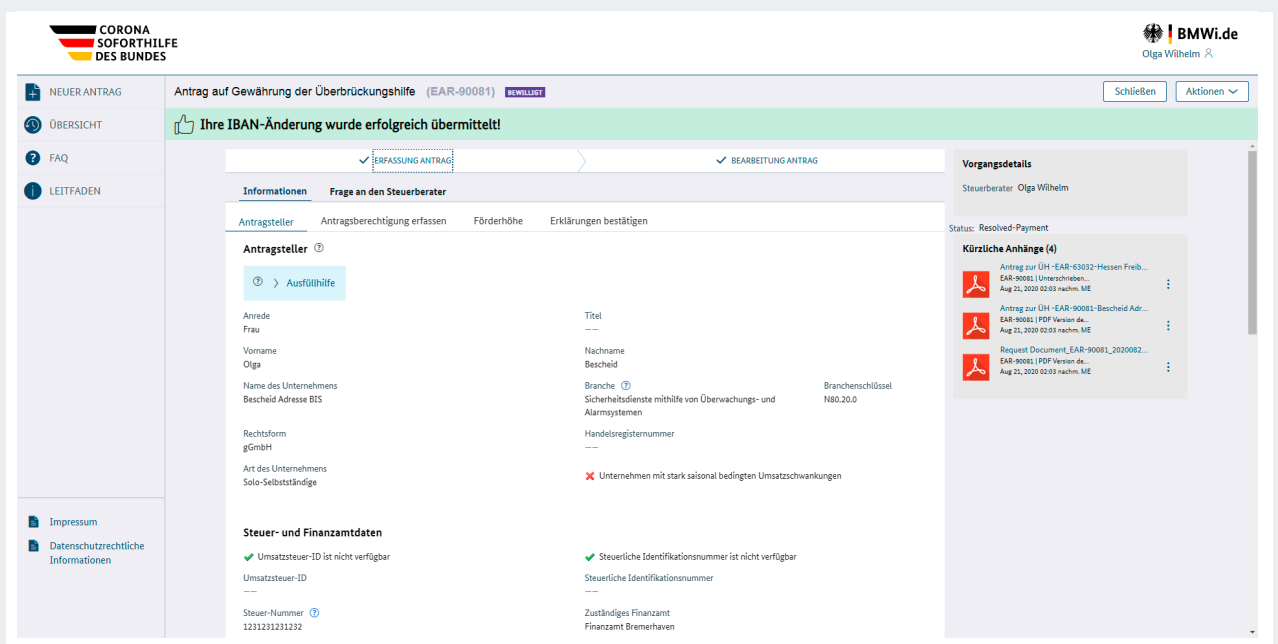 CORONA
SOFORTHILFE
DES BUNDES
BMWi.de
Olga Wilhelm
NEUER ANTRAG
ÜBERSICHT
FAQ
LEITFADEN
Impressum
Datenschutzrechtliche
Informationen
Antrag auf Gewährung der Überbrückungshilfe (EAR-90081) BEWILLIGT
Schließen
Aktionen
Ihre IBAN-Änderung wurde erfolgreich übermittelt!
ERFASSUNG ANTRAG
BEARBEITUNG ANTRAG
Informationen
Frage an den Steuerberater
Antragsteller
Antragsberechtigung erfassen
Förderhöhe
Erklärungen bestätigen
Antragsteller
Ausfüllhilfe
Anrede
Frau
Titel
––
Vorname
Olga
Nachname
Bescheid
Name des Unternehmens
Bescheid Adresse BIS
Branche
Sicherheitsdienste mithilfe von Überwachungs- und
Alarmsystemen
Branchenschlüssel
N80.20.0
Rechtsform
gGmbH
Handelsregisternummer
––
Art des Unternehmens
Solo-Selbstständige
Unternehmen mit stark saisonal bedingten Umsatzschwankungen
Steuer- und Finanzamtdaten
Umsatzsteuer-ID ist nicht verfügbar
Steuerliche Identifikationsnummer ist nicht verfügbar
Umsatzsteuer-ID
––
Steuerliche Identifikationsnummer
––
Steuer-Nummer
1231231231232
Zuständiges Finanzamt
Finanzamt Bremerhaven
Vorgangsdetails
Steuerberater Olga Wilhelm
Status: Resolved-Payment
Kürzliche Anhänge (4)
Antrag zur ÜH -EAR-63032-Hessen Freib...
EAR-90081 | Unterschrieben...
Aug 21, 2020 02:03 nachm. ME
Antrag zur ÜH -EAR-90081-Bescheid Adr...
EAR-90081 | PDF Version de...
Aug 21, 2020 02:03 nachm. ME
Request Document_EAR-90081_2020082...
EAR-90081 | PDF Version de...
Aug 21, 2020 02:03 nachm. ME